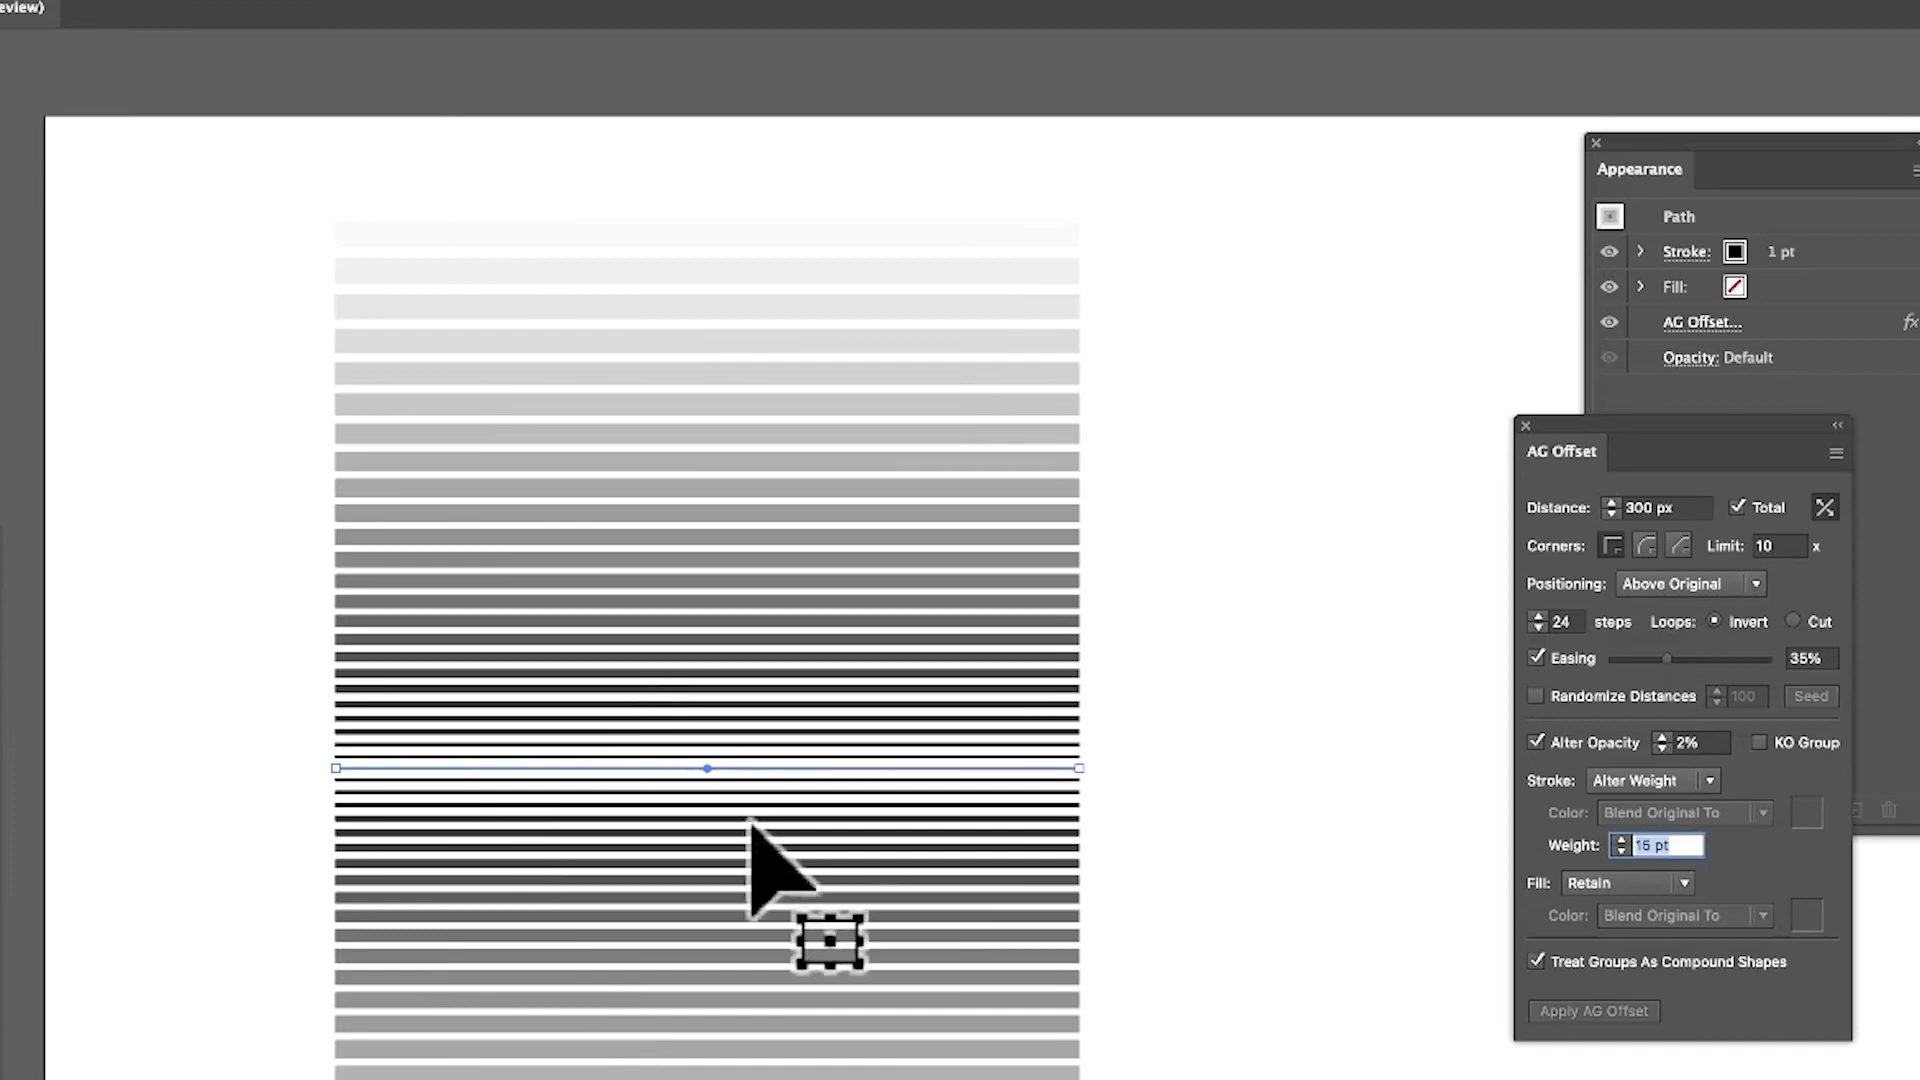 eview)
Appearance
Path
Stroke: 1 pt
Fill:
AG Offset... fx
Opacity: Default
AG Offset
Distance: 300 px Total
Corners: Limit: 10 x
Positioning: Above Original
24 steps Loops: Invert Cut
Easing 35%
Randomize Distances 100 Seed
Alter Opacity 2% KO Group
Stroke: Alter Weight
Color: Blend Original To
Weight: 15 pt
Fill: Retain
Color: Blend Original To
Treat Groups As Compound Shapes
Apply AG Offset